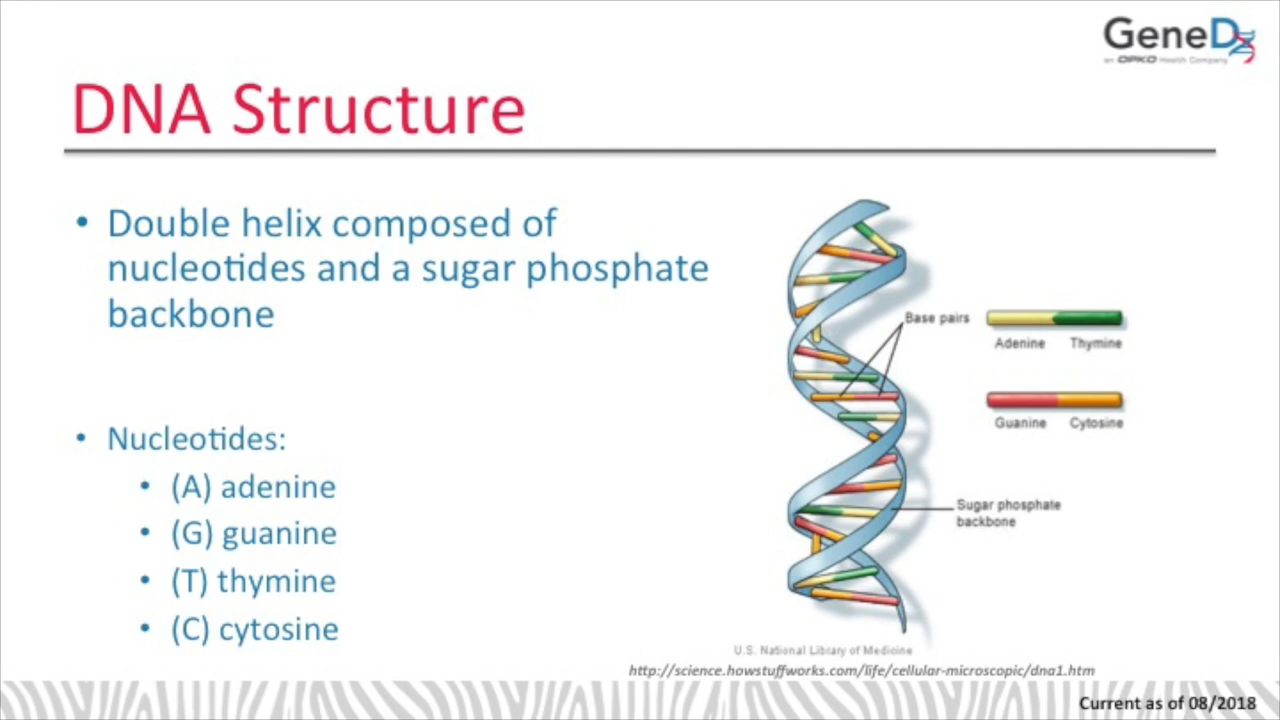 GeneDx
an OPKO Health Company
DNA Structure
• Double helix composed of
nucleotides and a sugar phosphate
backbone
• Nucleotides:
• (A) adenine
• (G) guanine
• (T) thymine
• (C) cytosine
Base pairs
Adenine Thymine
Guanine Cytosine
Sugar phosphate
backbone
U.S. National Library of Medicine
http://science.howstuffworks.com/life/cellular-microscopic/dna1.htm
Current as of 08/2018